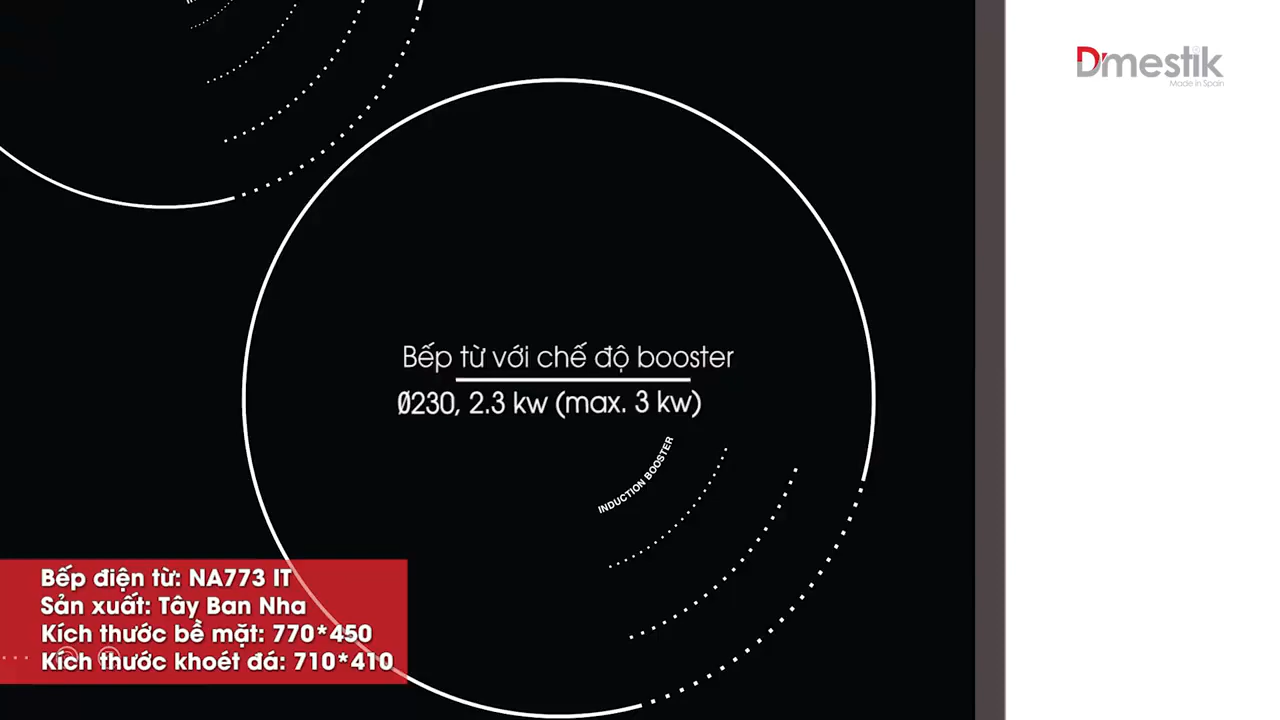 D'mestik
Made in Spain
Bếp từ với chế độ booster
Ø230, 2.3 kw (max. 3 kw)
INDUCTION BOOSTER
Bếp điện từ: NA773 IT
Sản xuất: Tây Ban Nha
Kích thước bề mặt: 770*450
Kích thước khoét đá: 710*410